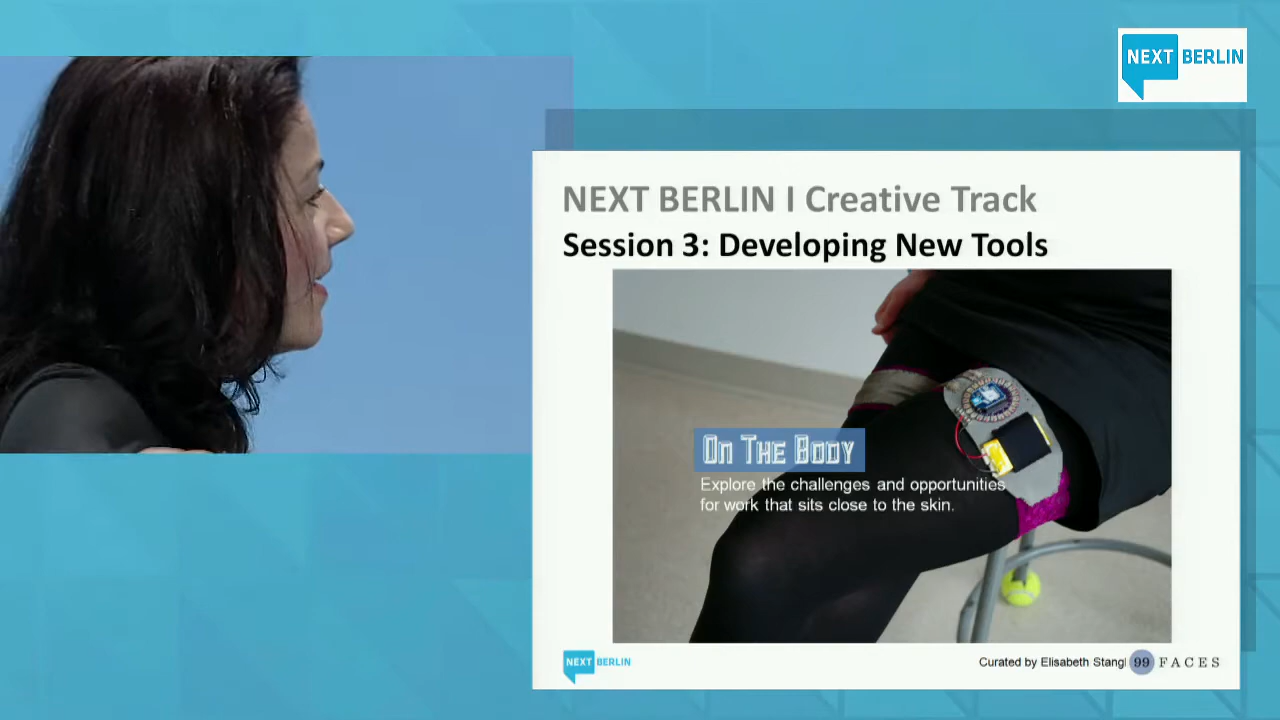 NEXT BERLIN
NEXT BERLIN I Creative Track
Session 3: Developing New Tools
On The Body
Explore the challenges and opportunities
for work that sits close to the skin.
NEXT BERLIN
Curated by Elisabeth Stangl 99 FACES